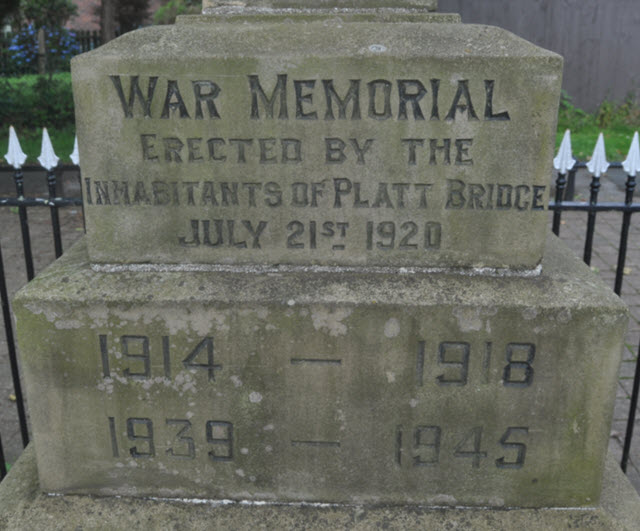 WAR MEMORIAL
ERECTED BY THE
INHABITANTS OF PLATT BRIDGE
JULY 21ST 1920
1914 — 1918
1939 — 1945